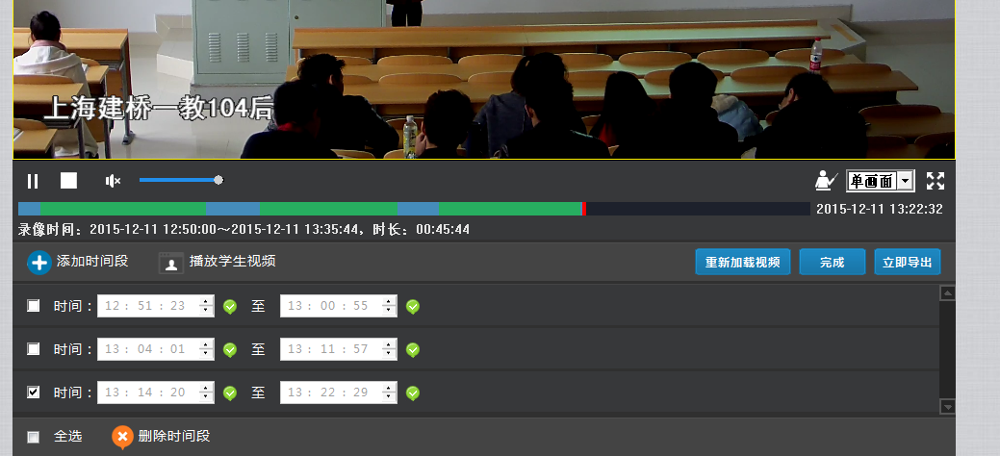 上海建桥一教104后
单画面
2015-12-11 13:22:32
录像时间：2015-12-11 12:50:00～2015-12-11 13:35:44，时长：00:45:44
添加时间段 播放学生视频 重新加载视频 完成 立即导出
时间： 12 : 51 : 23 至 13 : 00 : 55
时间： 13 : 04 : 01 至 13 : 11 : 57
时间： 13 : 14 : 20 至 13 : 22 : 29
全选 删除时间段